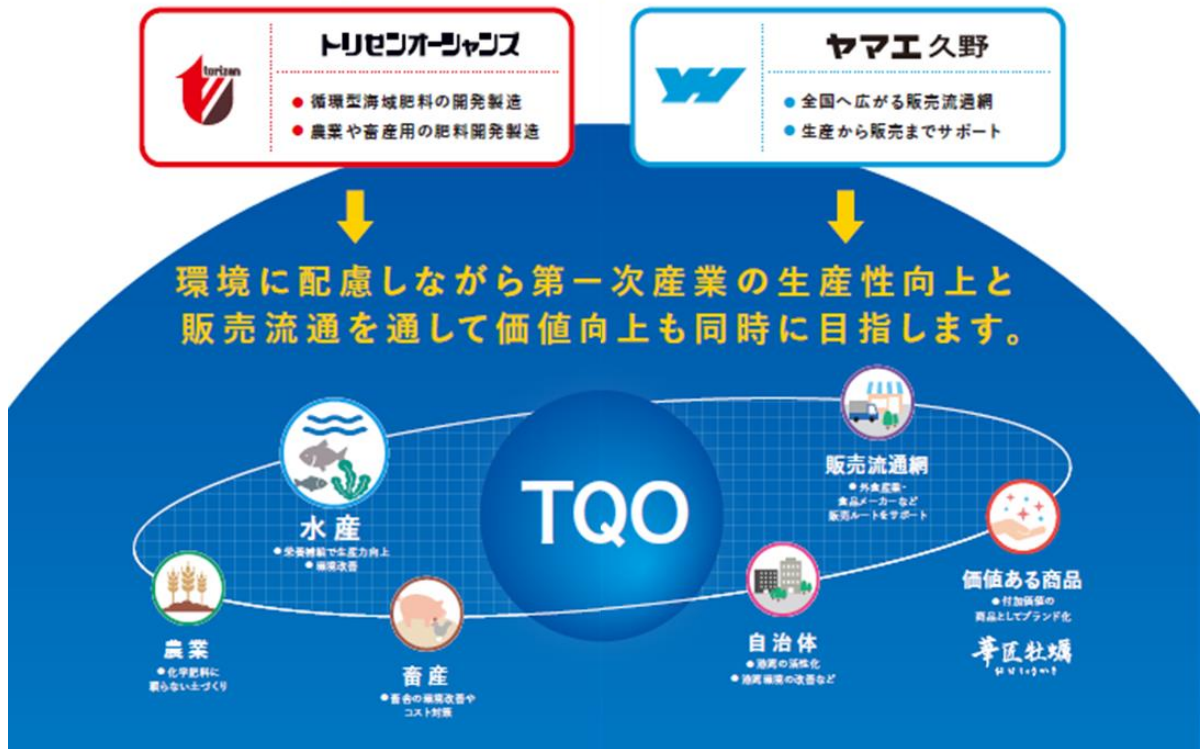 torizen
トリゼンオーシャンズ
● 循環型海域肥料の開発製造
● 農業や畜産用の肥料開発製造
YH
ヤマエ久野
● 全国へ広がる販売流通網
● 生産から販売までサポート
環境に配慮しながら第一次産業の生産性向上と
販売流通を通して価値向上も同時に目指します。
TQO
水産
● 栄養補給で生産力向上
● 環境改善
農業
● 化学肥料に
頼らない土づくり
畜産
● 畜舎の環境改善や
コスト対策
自治体
● 港湾の活性化
● 港湾環境の改善など
販売流通網
● 外食産業・
食品メーカーなど
販売ルートをサポート
価値ある商品
● 付加価値の
商品としてブランド化
華匠牡蠣